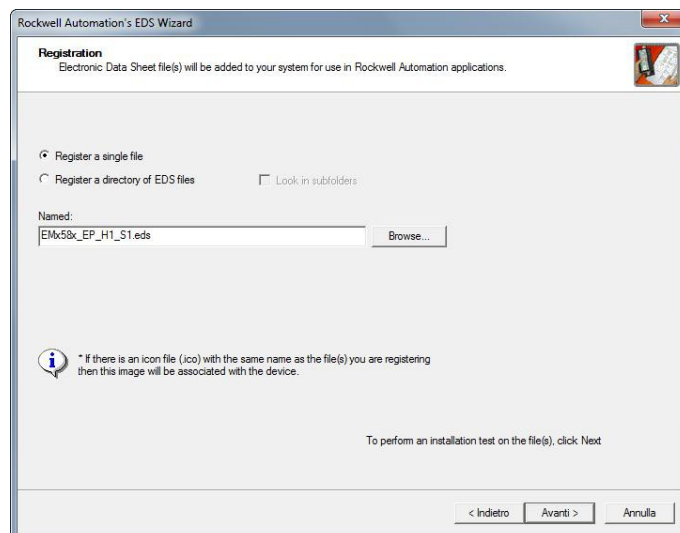 Rockwell Automation's EDS Wizard
Registration
Electronic Data Sheet file(s) will be added to your system for use in Rockwell Automation applications.
Register a single file
Register a directory of EDS files
Look in subfolders
Named:
EMx58x_EP_H1_S1.eds
Browse...
* If there is an icon file (.ico) with the same name as the file(s) you are registering
then this image will be associated with the device.
To perform an installation test on the file(s), click Next
< Indietro
Avanti >
Annulla